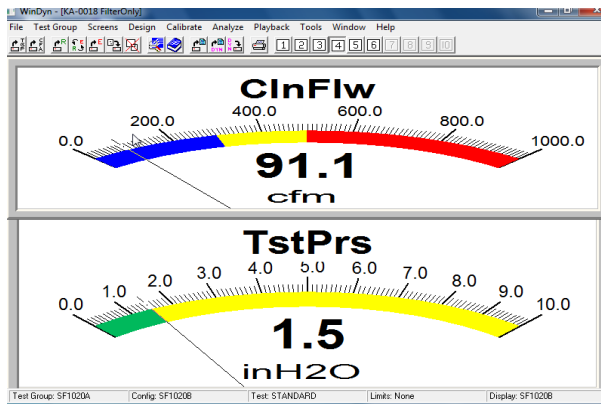 WinDyn - [KA-0018 FilterOnly]
File Test Group Screens Design Calibrate Analyze Playback Tools Window Help
1 2 3 4 5 6 7 8 9 10
ClnFlw
0.0 200.0 400.0 600.0 800.0 1000.0
91.1
cfm
TstPrs
0.0 1.0 2.0 3.0 4.0 5.0 6.0 7.0 8.0 9.0 10.0
1.5
inH2O
Test Group: SF1020A Config: SF1020B Test: STANDARD Limits: None Display: SF1020B